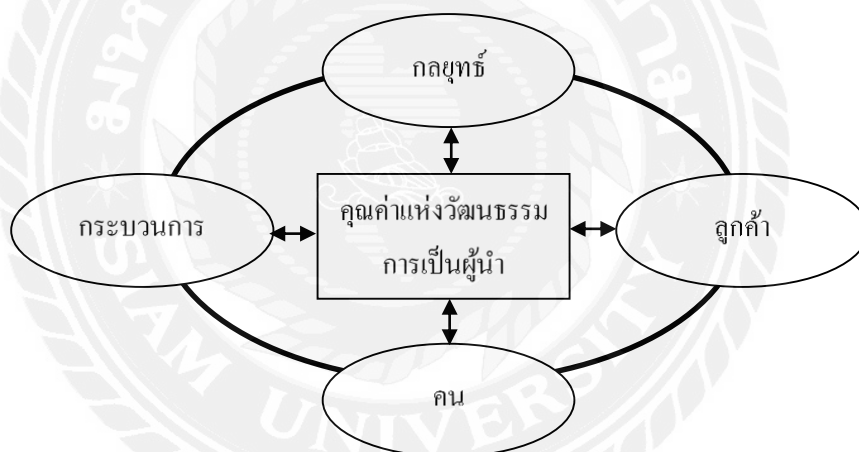 กลยุทธ์
กระบวนการ
คุณค่าแห่งวัฒนธรรม
การเป็นผู้นำ
ลูกค้า
คน
SIAM UNIVERSITY